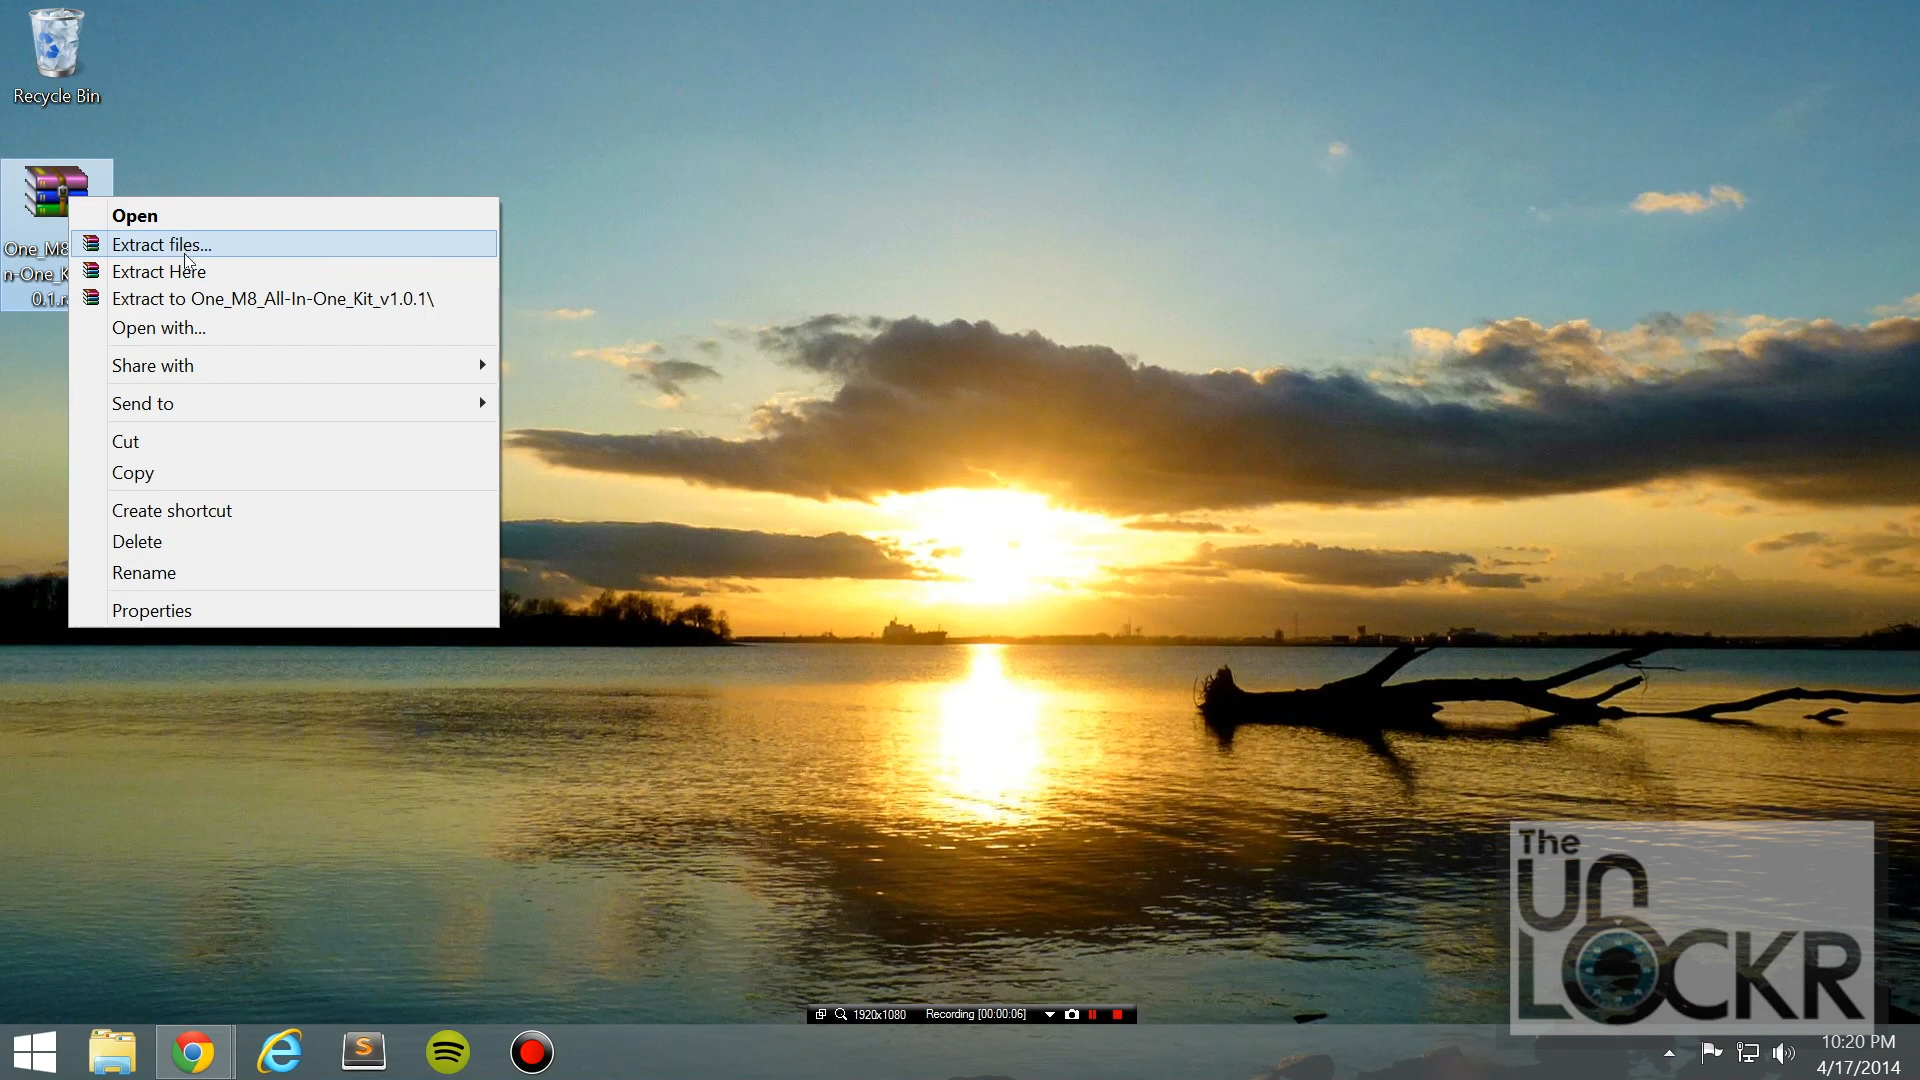 Recycle Bin
One_M8
n-One_K
0.1.r
Open
Extract files...
Extract Here
Extract to One_M8_All-In-One_Kit_v1.0.1\
Open with...
Share with
Send to
Cut
Copy
Create shortcut
Delete
Rename
Properties
The
UN
LOCKR
1920x1080 Recording [00:00:06]
S
10:20 PM
4/17/2014